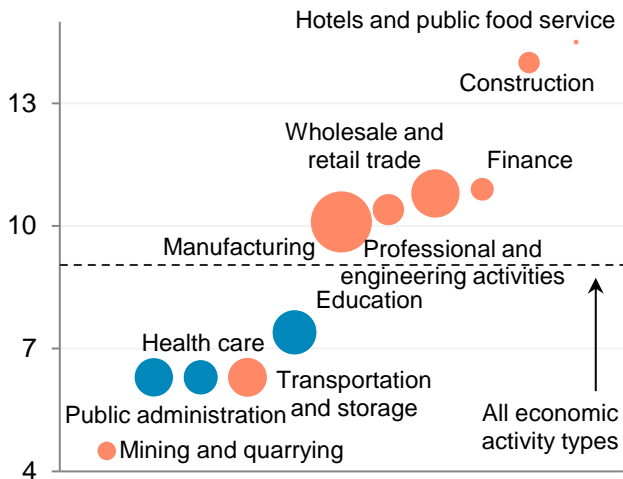 Hotels and public food service
Construction
13
Wholesale and
retail trade
Finance
10
Manufacturing
Professional and
engineering activities
Education
7
Health care
Transportation
and storage
Public administration
All economic
activity types
Mining and quarrying
4